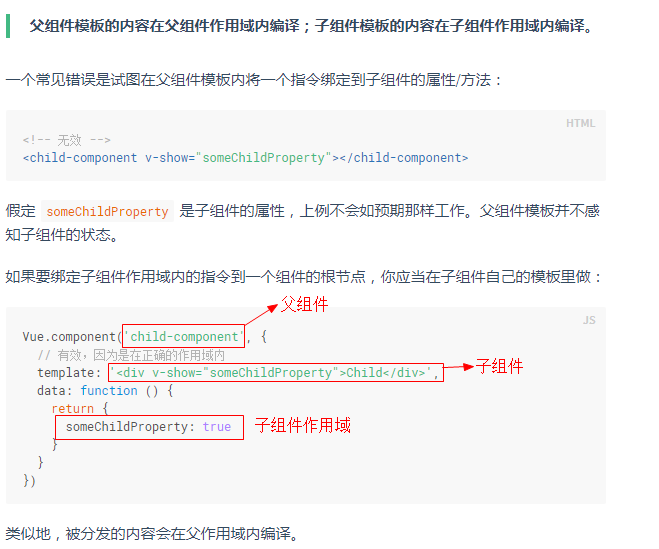 父组件模板的内容在父组件作用域内编译；子组件模板的内容在子组件作用域内编译。
一个常见错误是试图在父组件模板内将一个指令绑定到子组件的属性/方法：
HTML
<!-- 无效 -->
<child-component v-show="someChildProperty"></child-component>
假定 someChildProperty 是子组件的属性，上例不会如预期那样工作。父组件模板并不感
知子组件的状态。
如果要绑定子组件作用域内的指令到一个组件的根节点，你应当在子组件自己的模板里做：
父组件
JS
Vue.component('child-component', {
// 有效，因为是在正确的作用域内
template: '<div v-show="someChildProperty">Child</div>',
子组件
data: function () {
return {
someChildProperty: true
子组件作用域
}
}
})
类似地，被分发的内容会在父作用域内编译。